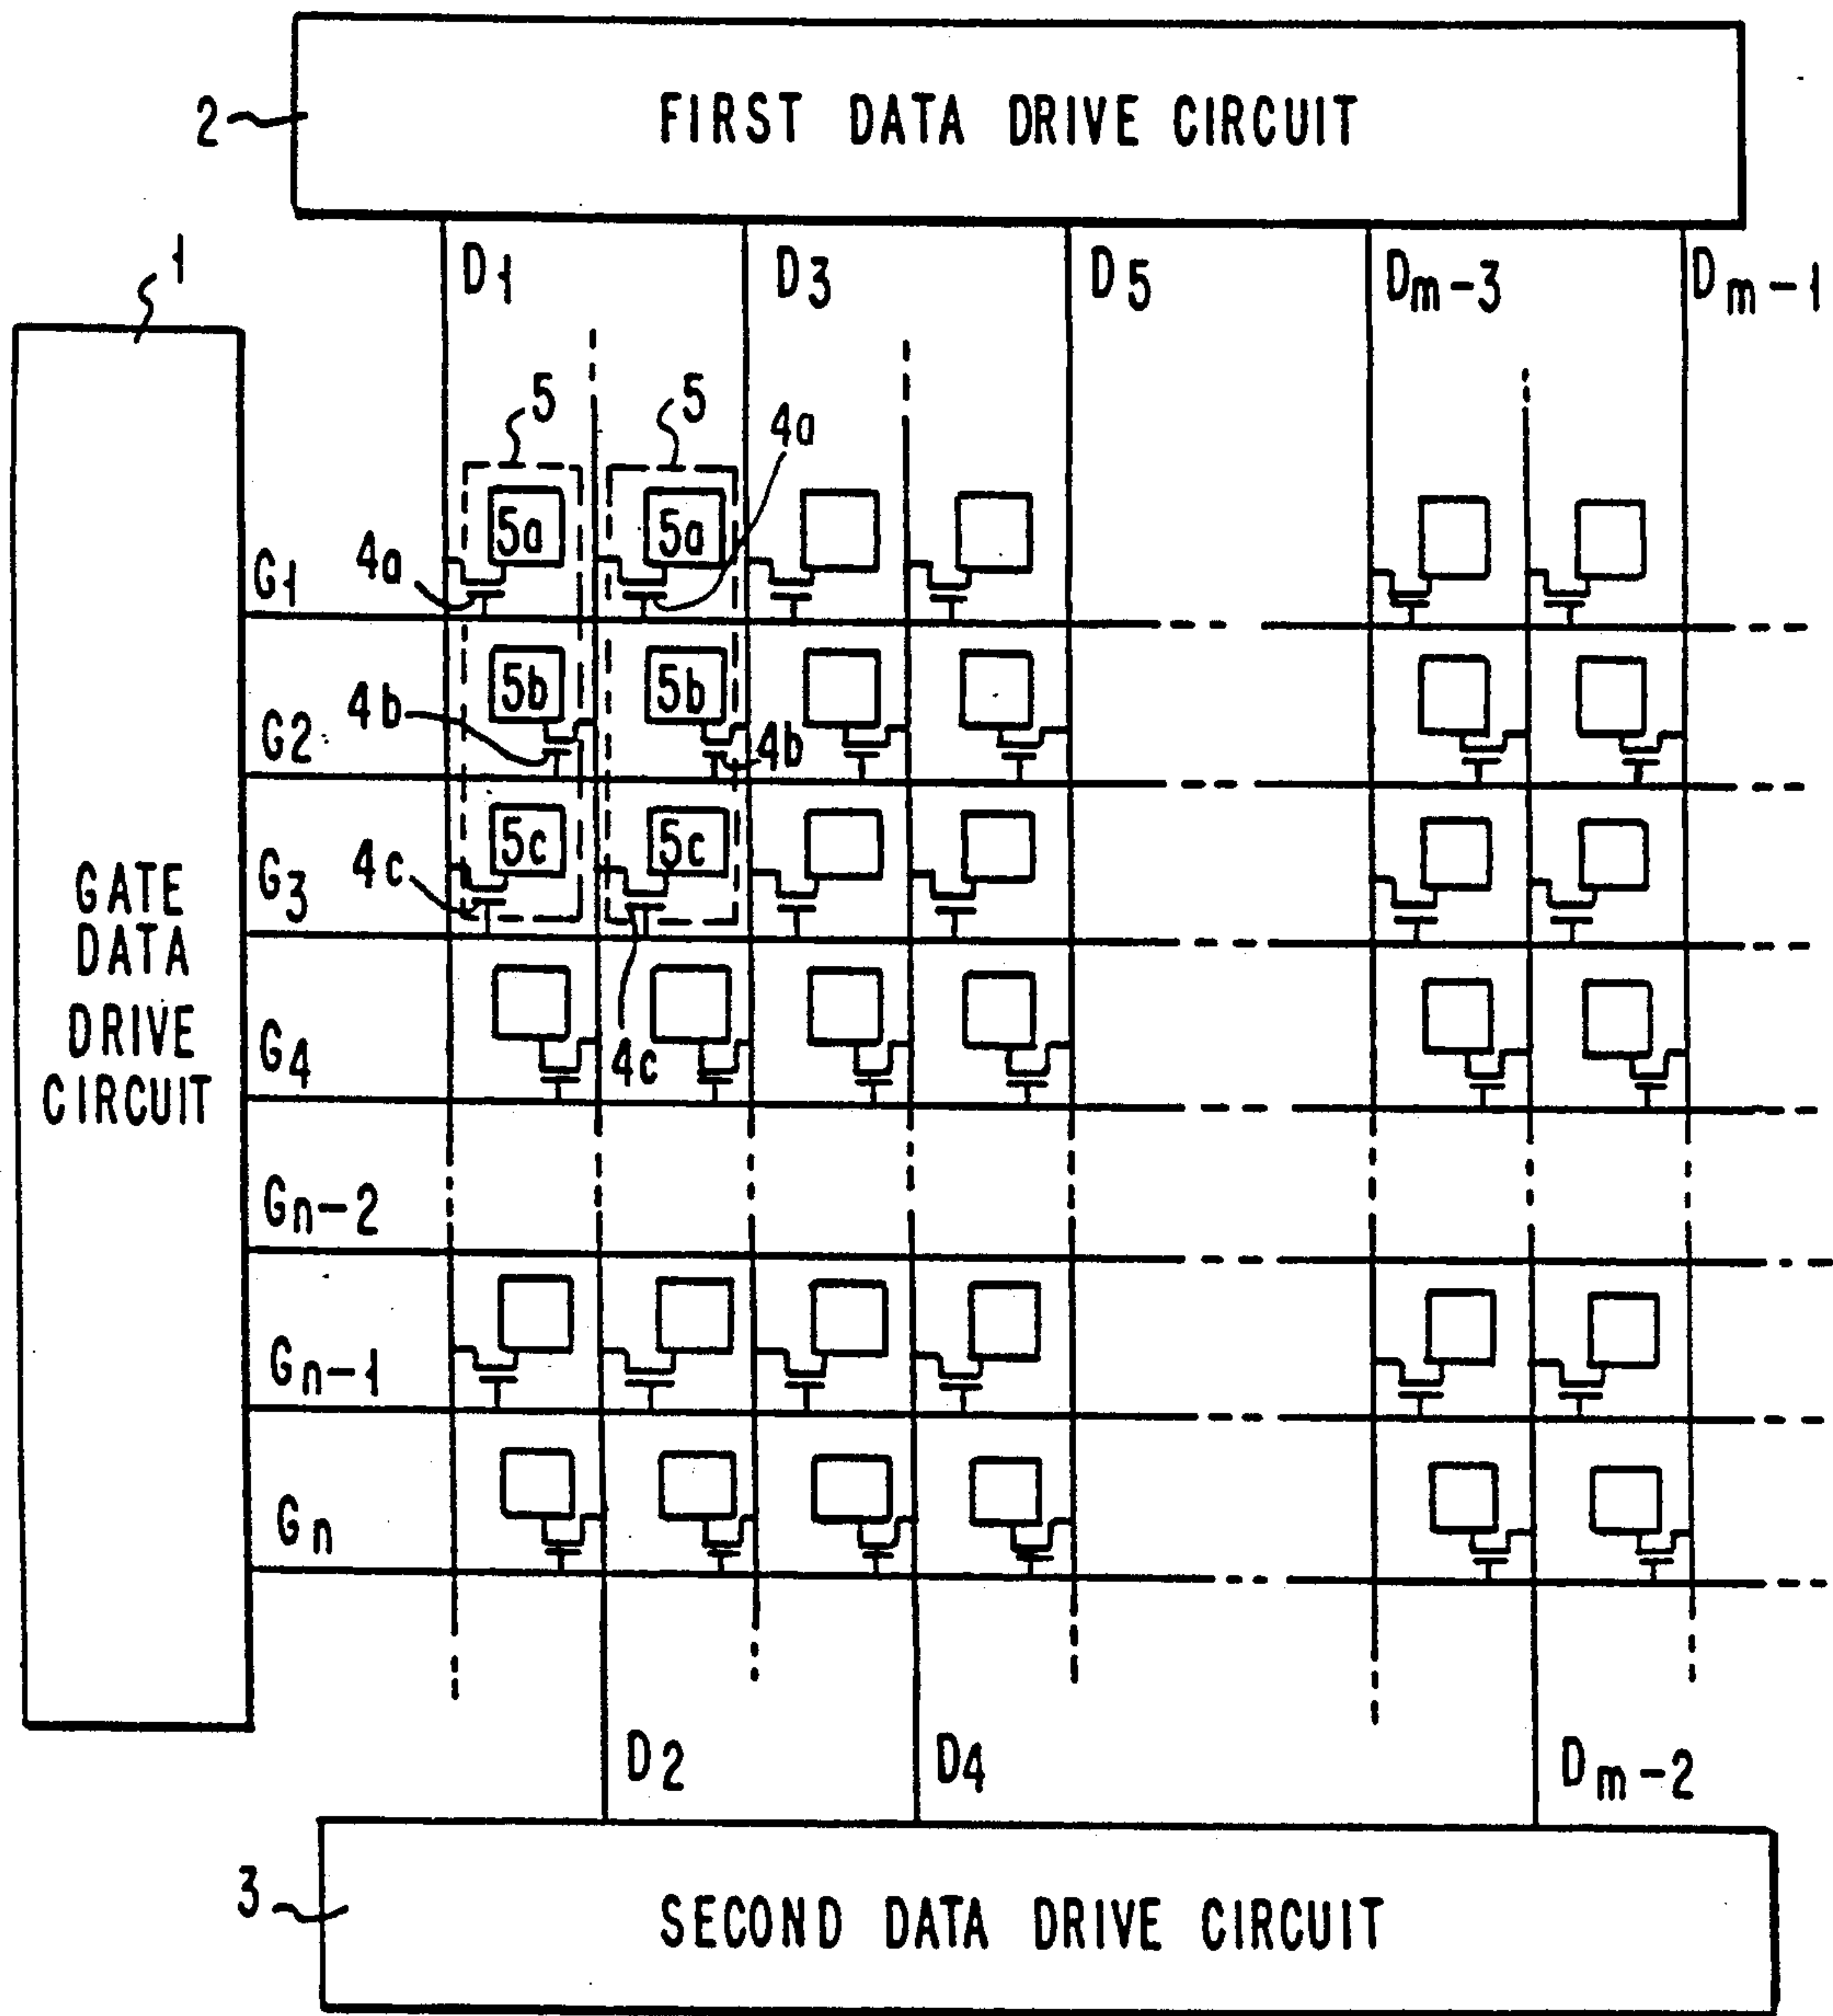 FIRST DATA DRIVE CIRCUIT
2
1
D1 D3 D5 Dm-3 Dm-1
5 5 4a
5a 5a
4a
G1
5b 5b
4b 4b
G2
5c 5c
4c
G3
GATE
DATA
DRIVE
CIRCUIT
G4
4c
Gn-2
Gn-1
Gn
D2 D4 Dm-2
3
SECOND DATA DRIVE CIRCUIT